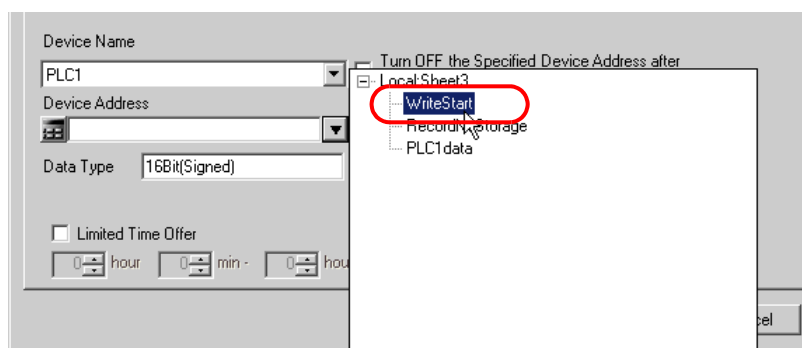 Device Name
Turn OFF the Specified Device Address after
PLC1
Local:Sheet3
Device Address
WriteStart
PLC1data
Data Type 16Bit(Signed)
Limited Time Offer
0 hour 0 min - 0